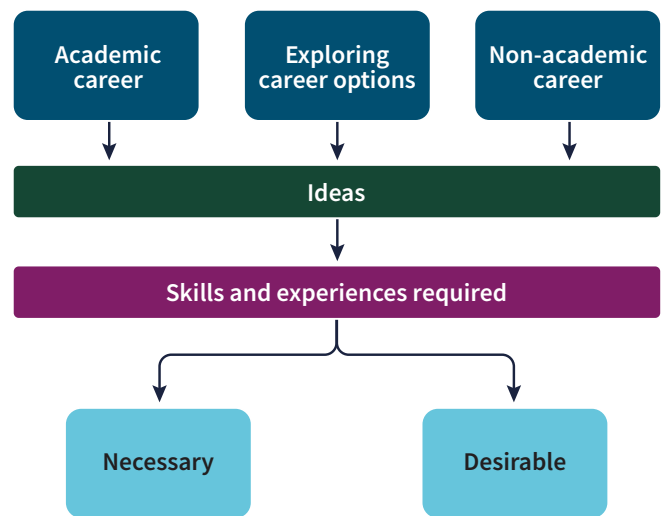 Academic
career
Exploring
career options
Non-academic
career
Ideas
Skills and experiences required
Necessary
Desirable